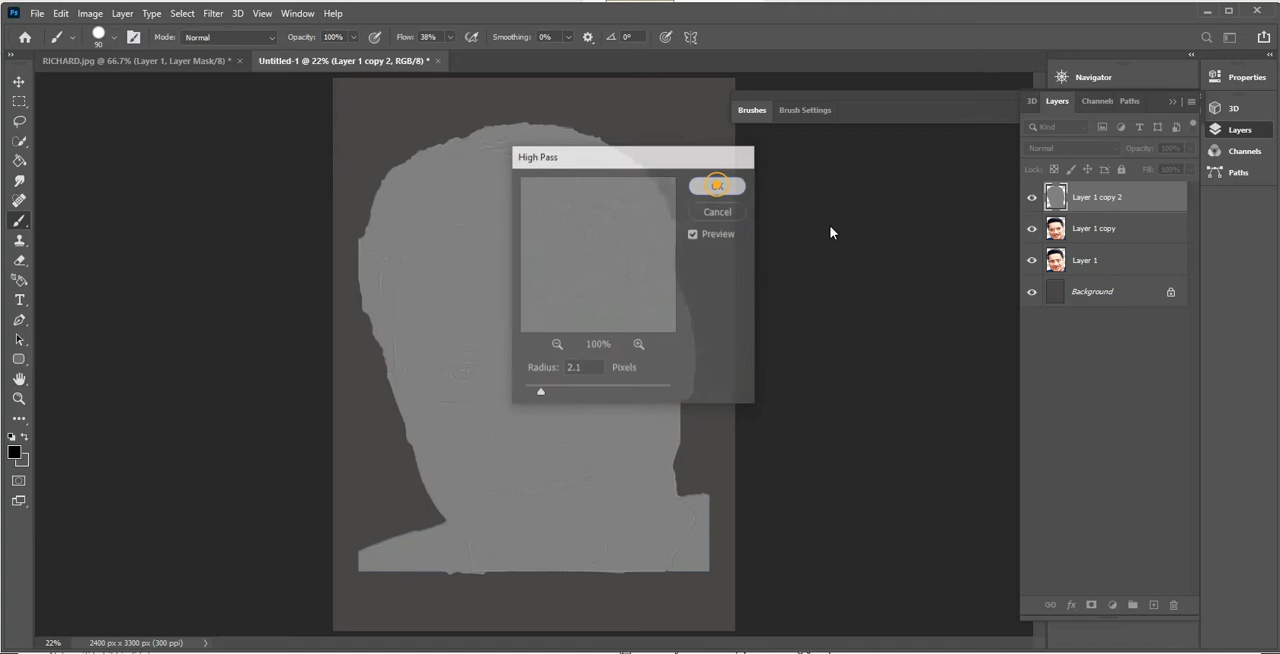 Ps File Edit Image Layer Type Select Filter 3D View Window Help
90 Mode: Normal Opacity: 100% Flow: 38% Smoothing: 0% 0°
RICHARD.jpg @ 66.7% (Layer 1, Layer Mask/8) * × Untitled-1 @ 22% (Layer 1 copy 2, RGB/8) * ×
Navigator
Properties
Brushes Brush Settings
3D Layers Channels Paths
3D
Kind
Layers
Normal Opacity: 100%
Channels
Lock: Fill: 100%
Paths
High Pass
OK
Cancel
Preview
100%
Radius: 2.1 Pixels
Layer 1 copy 2
Layer 1 copy
Layer 1
Background
fx
22% 2400 px x 3300 px (300 ppi)